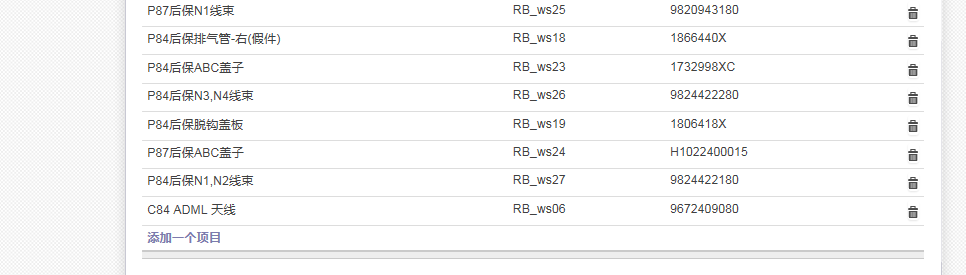 P87后保N1线束 RB_ws25 9820943180
P84后保排气管-右(假件) RB_ws18 1866440X
P84后保ABC盖子 RB_ws23 1732998XC
P84后保N3,N4线束 RB_ws26 9824422280
P84后保脱钩盖板 RB_ws19 1806418X
P87后保ABC盖子 RB_ws24 H1022400015
P84后保N1,N2线束 RB_ws27 9824422180
C84 ADML 天线 RB_ws06 9672409080
添加一个项目